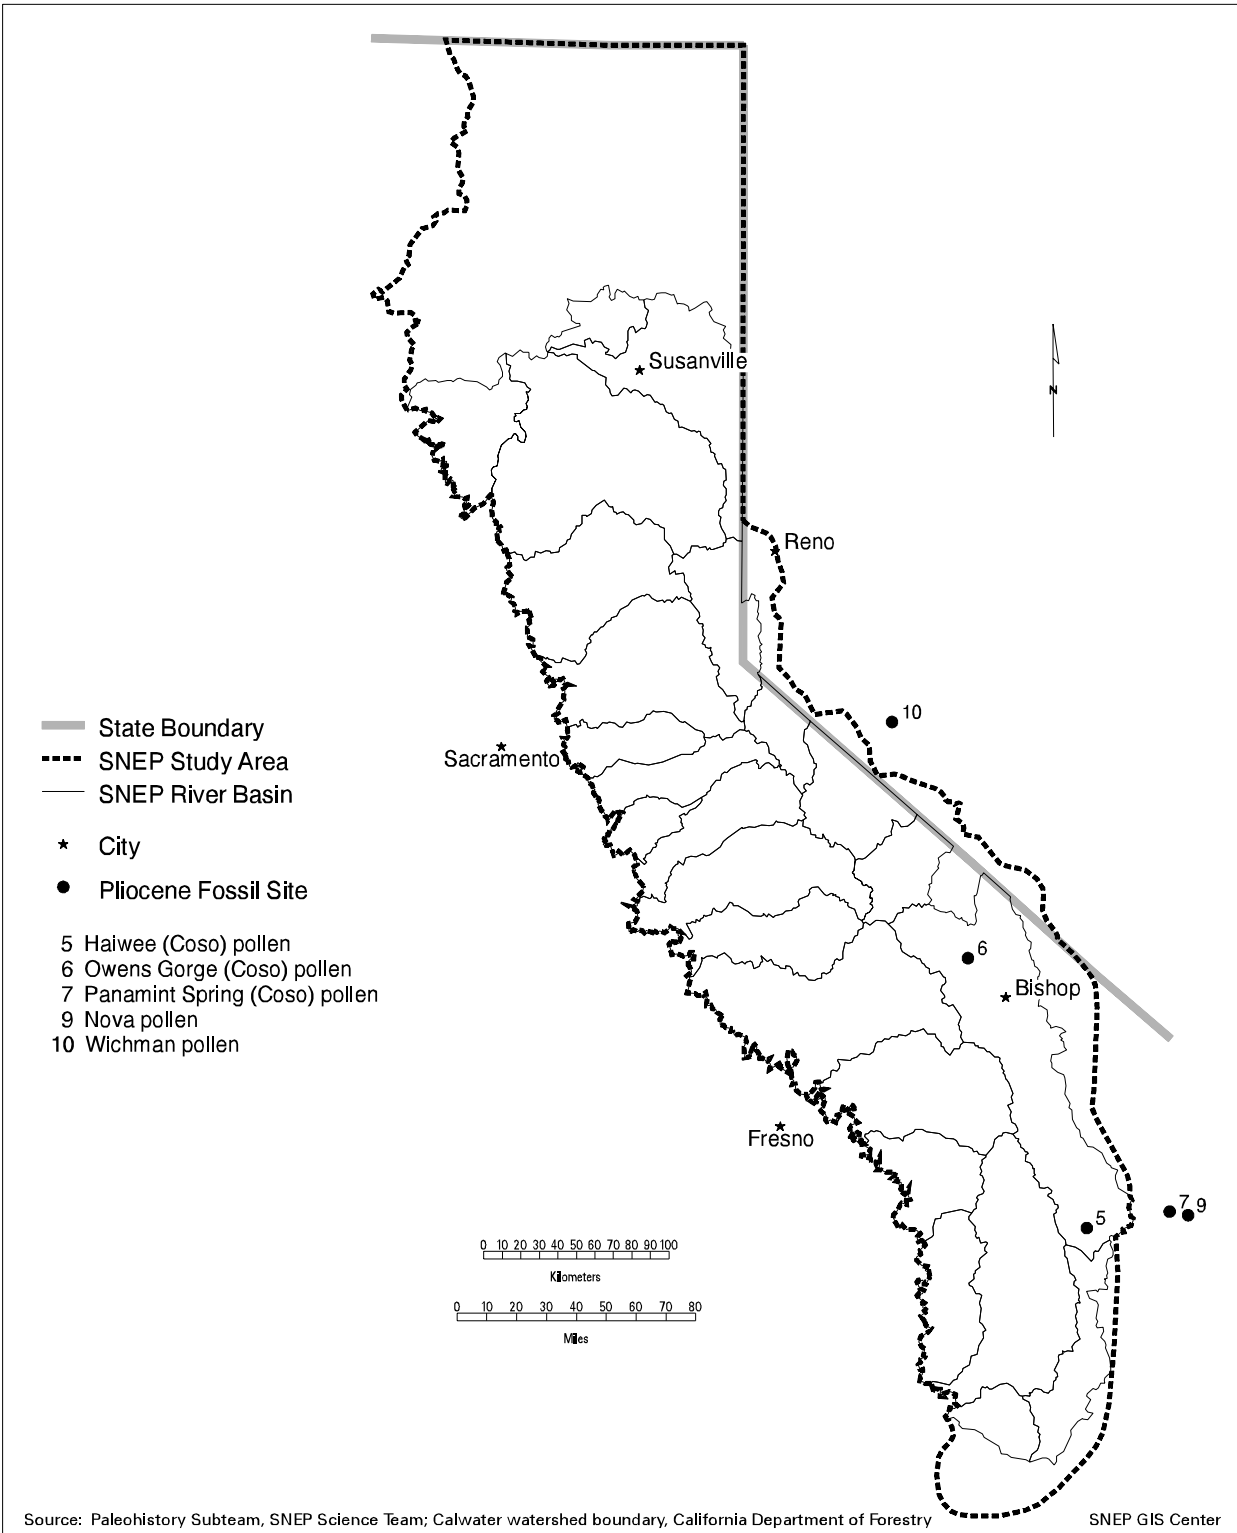 Susanville
N
Reno
10
State Boundary
SNEP Study Area
SNEP River Basin
Sacramento
City
Pliocene Fossil Site
5 Haiwee (Coso) pollen
6 Owens Gorge (Coso) pollen
7 Panamint Spring (Coso) pollen
9 Nova pollen
10 Wichman pollen
6
Bishop
Fresno
7 9
5
0 10 20 30 40 50 60 70 80 90 100
Kilometers
0 10 20 30 40 50 60 70 80
Miles
Source: Paleohistory Subteam, SNEP Science Team; Calwater watershed boundary, California Department of Forestry SNEP GIS Center